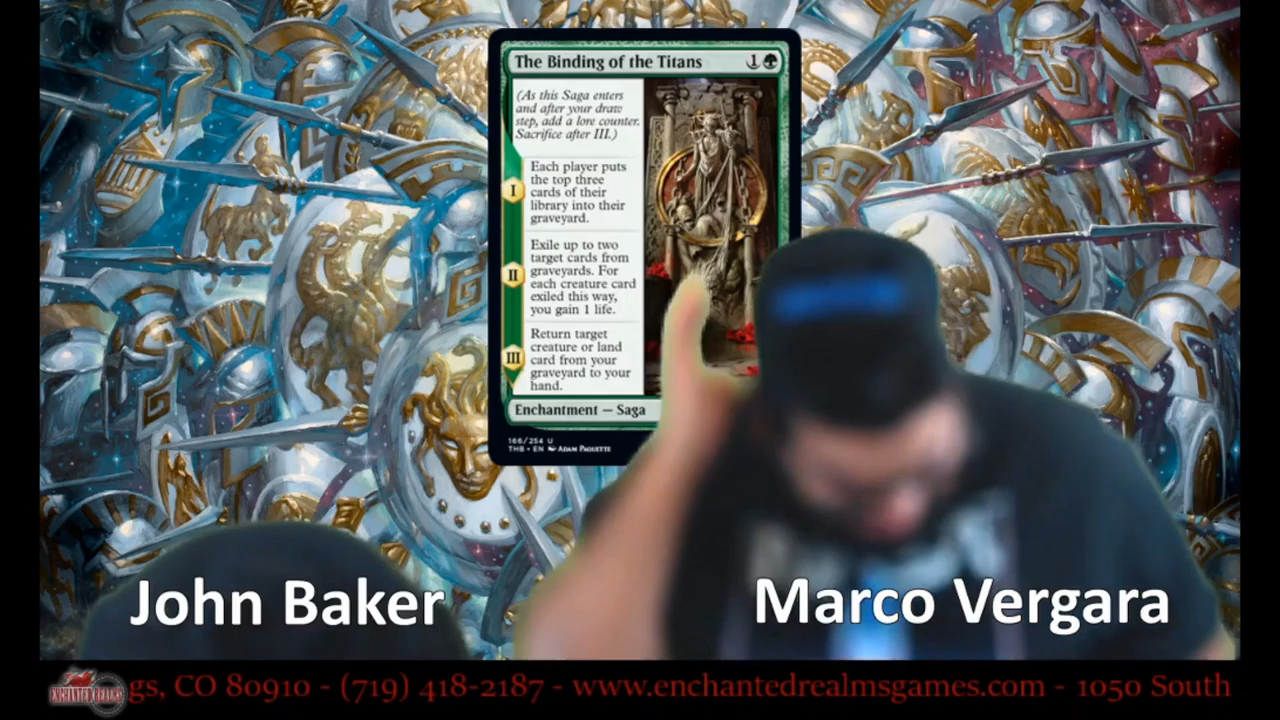 The Binding of the Titans 1
(As this Saga enters
and after your draw
step, add a lore counter.
Sacrifice after III.)
I
Each player puts
the top three
cards of their
library into their
graveyard.
II
Exile up to two
target cards from
graveyards. For
each creature card
exiled this way,
you gain 1 life.
III
Return target
creature or land
card from your
graveyard to your
hand.
Enchantment — Saga
166/254 U
THB • EN Adam Paquette
John Baker
Marco Vergara
ENCHANTED REALMS
gs, CO 80910 - (719) 418-2187 - www.enchantedrealmsgames.com - 1050 South